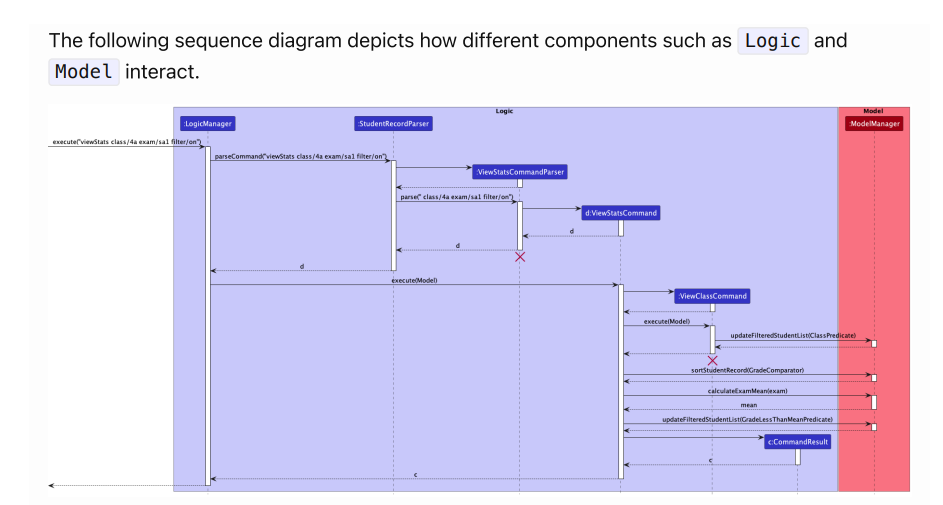 The following sequence diagram depicts how different components such as Logic and
Model interact.
Logic
Model
:LogicManager
:StudentRecordParser
:ModelManager
execute("viewStats class/4a exam/sa1 filter/on")
parseCommand("viewStats class/4a exam/sa1 filter/on")
:ViewStatsCommandParser
parse(" class/4a exam/sa1 filter/on")
d:ViewStatsCommand
d
d
d
execute(Model)
:ViewClassCommand
execute(Model)
updateFilteredStudentList(ClassPredicate)
sortStudentRecord(GradeComparator)
calculateExamMean(exam)
mean
updateFilteredStudentList(GradeLessThanMeanPredicate)
c:CommandResult
c
c